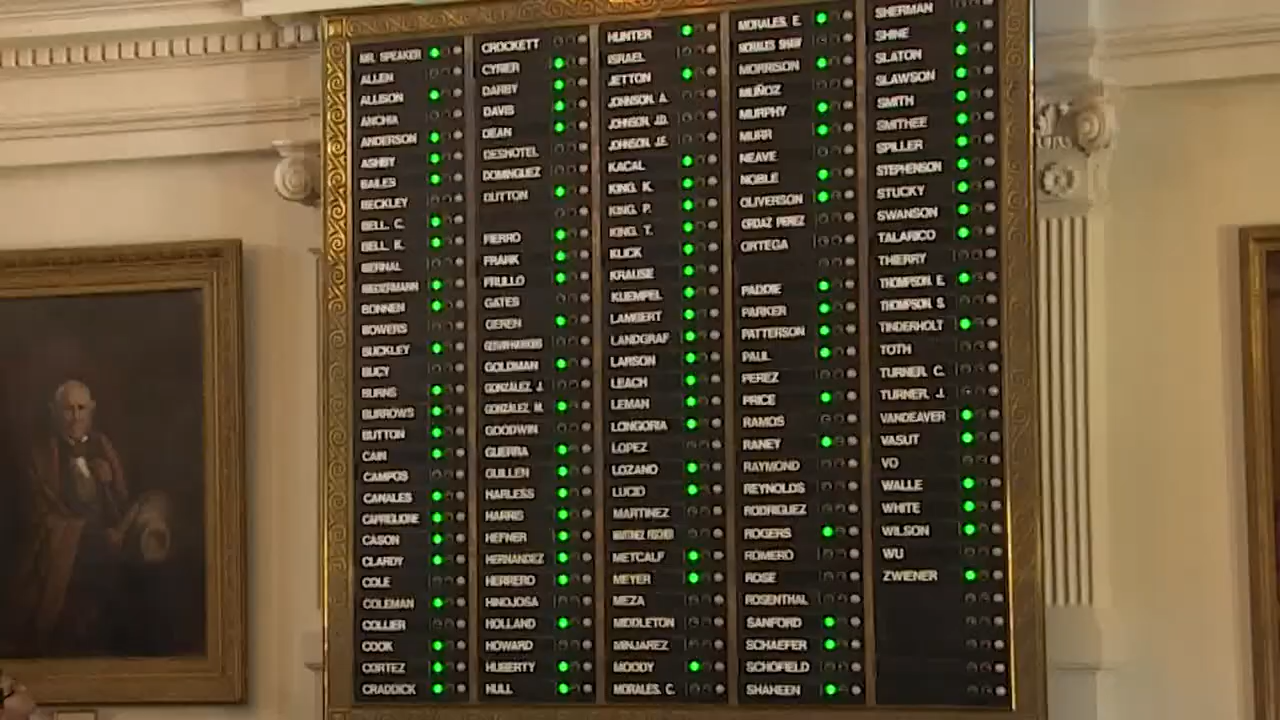 MR. SPEAKER
ALLEN
ALLISON
ANCHIA
ANDERSON
ASHBY
BAILES
BECKLEY
BELL, C.
BELL, K.
BERNAL
BIEDERMANN
BONNEN
BOWERS
BUCKLEY
BUCY
BURNS
BURROWS
BUTTON
CAIN
CAMPOS
CANALES
CAPRIGLIONE
CASON
CLARDY
COLE
COLEMAN
COLLIER
COOK
CORTEZ
CRADDICK
CROCKETT
CYRIER
DARBY
DAVIS
DEAN
DESHOTEL
DOMINGUEZ
DUTTON
FIERRO
FRANK
FRULLO
GATES
GEREN
GOLDMAN
GONZÁLEZ, J.
GONZÁLEZ, M.
GOODWIN
GUERRA
GUILLEN
HARLESS
HARRIS
HEFNER
HERNANDEZ
HERRERO
HINOJOSA
HOLLAND
HOWARD
HUBERTY
HULL
HUNTER
ISRAEL
JETTON
JOHNSON, A.
JOHNSON, J.D.
JOHNSON, J.E.
KACAL
KING, K.
KING, P.
KING, T.
KLICK
KRAUSE
KUEMPEL
LAMBERT
LANDGRAF
LARSON
LEACH
LEMAN
LONGORIA
LOPEZ
LOZANO
LUCIO
MARTINEZ
MARTINEZ FISCHER
METCALF
MEYER
MEZA
MIDDLETON
MINJAREZ
MOODY
MORALES, C.
MORALES, E.
MORALES SHAW
MORRISON
MUÑOZ
MURPHY
MURR
NEAVE
NOBLE
OLIVERSON
ORDAZ PEREZ
ORTEGA
PADDIE
PARKER
PATTERSON
PAUL
PEREZ
PRICE
RAMOS
RANEY
RAYMOND
REYNOLDS
RODRIGUEZ
ROGERS
ROMERO
ROSE
ROSENTHAL
SANFORD
SCHAEFER
SCHOFIELD
SHAHEEN
SHERMAN
SHINE
SLATON
SLAWSON
SMITH
SMITHEE
SPILLER
STEPHENSON
STUCKY
SWANSON
TALARICO
THIERRY
THOMPSON, E.
THOMPSON, S.
TINDERHOLT
TOTH
TURNER, C.
TURNER, J.
VANDEAVER
VASUT
VO
WALLE
WHITE
WILSON
WU
ZWIENER